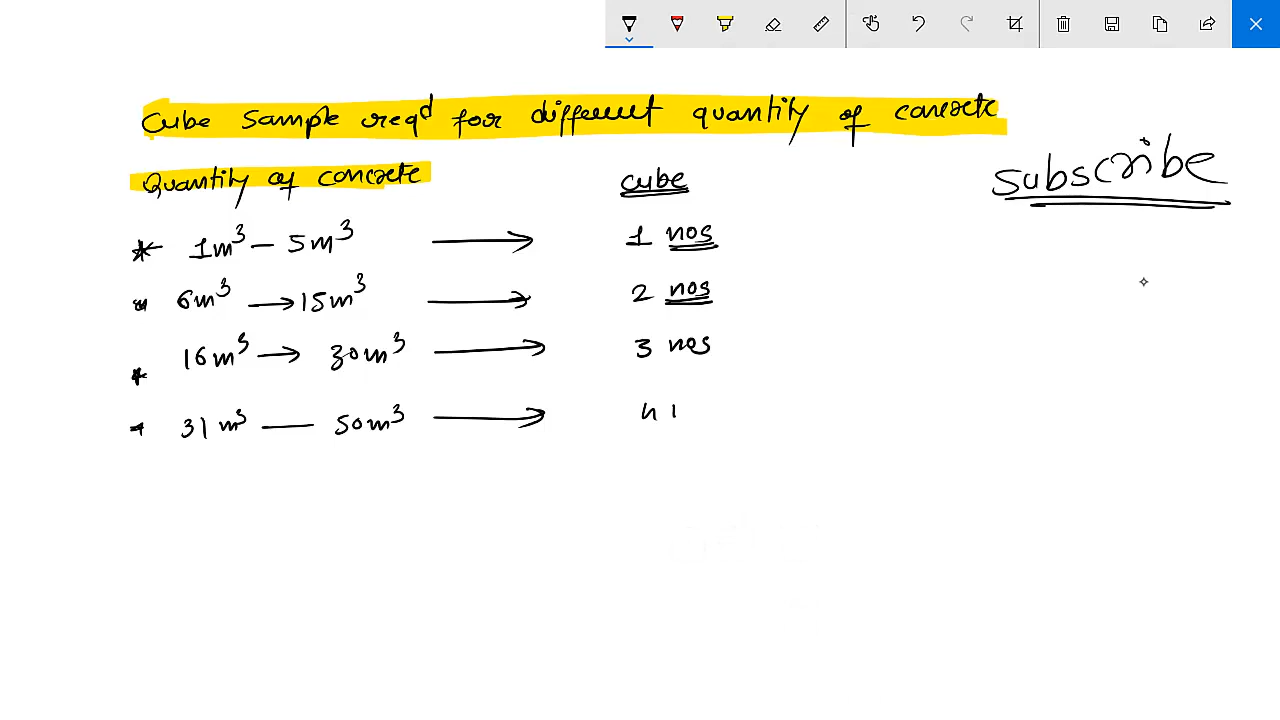 Cube Sample reqd for different quantity of concrete
Subscribe
Quantity of concrete cube
* 1m³ - 5m³ → 1 nos
* 6m³ → 15m³ → 2 nos
* 16m³ → 30m³ → 3 nos
* 31m³ — 50m³ → 4